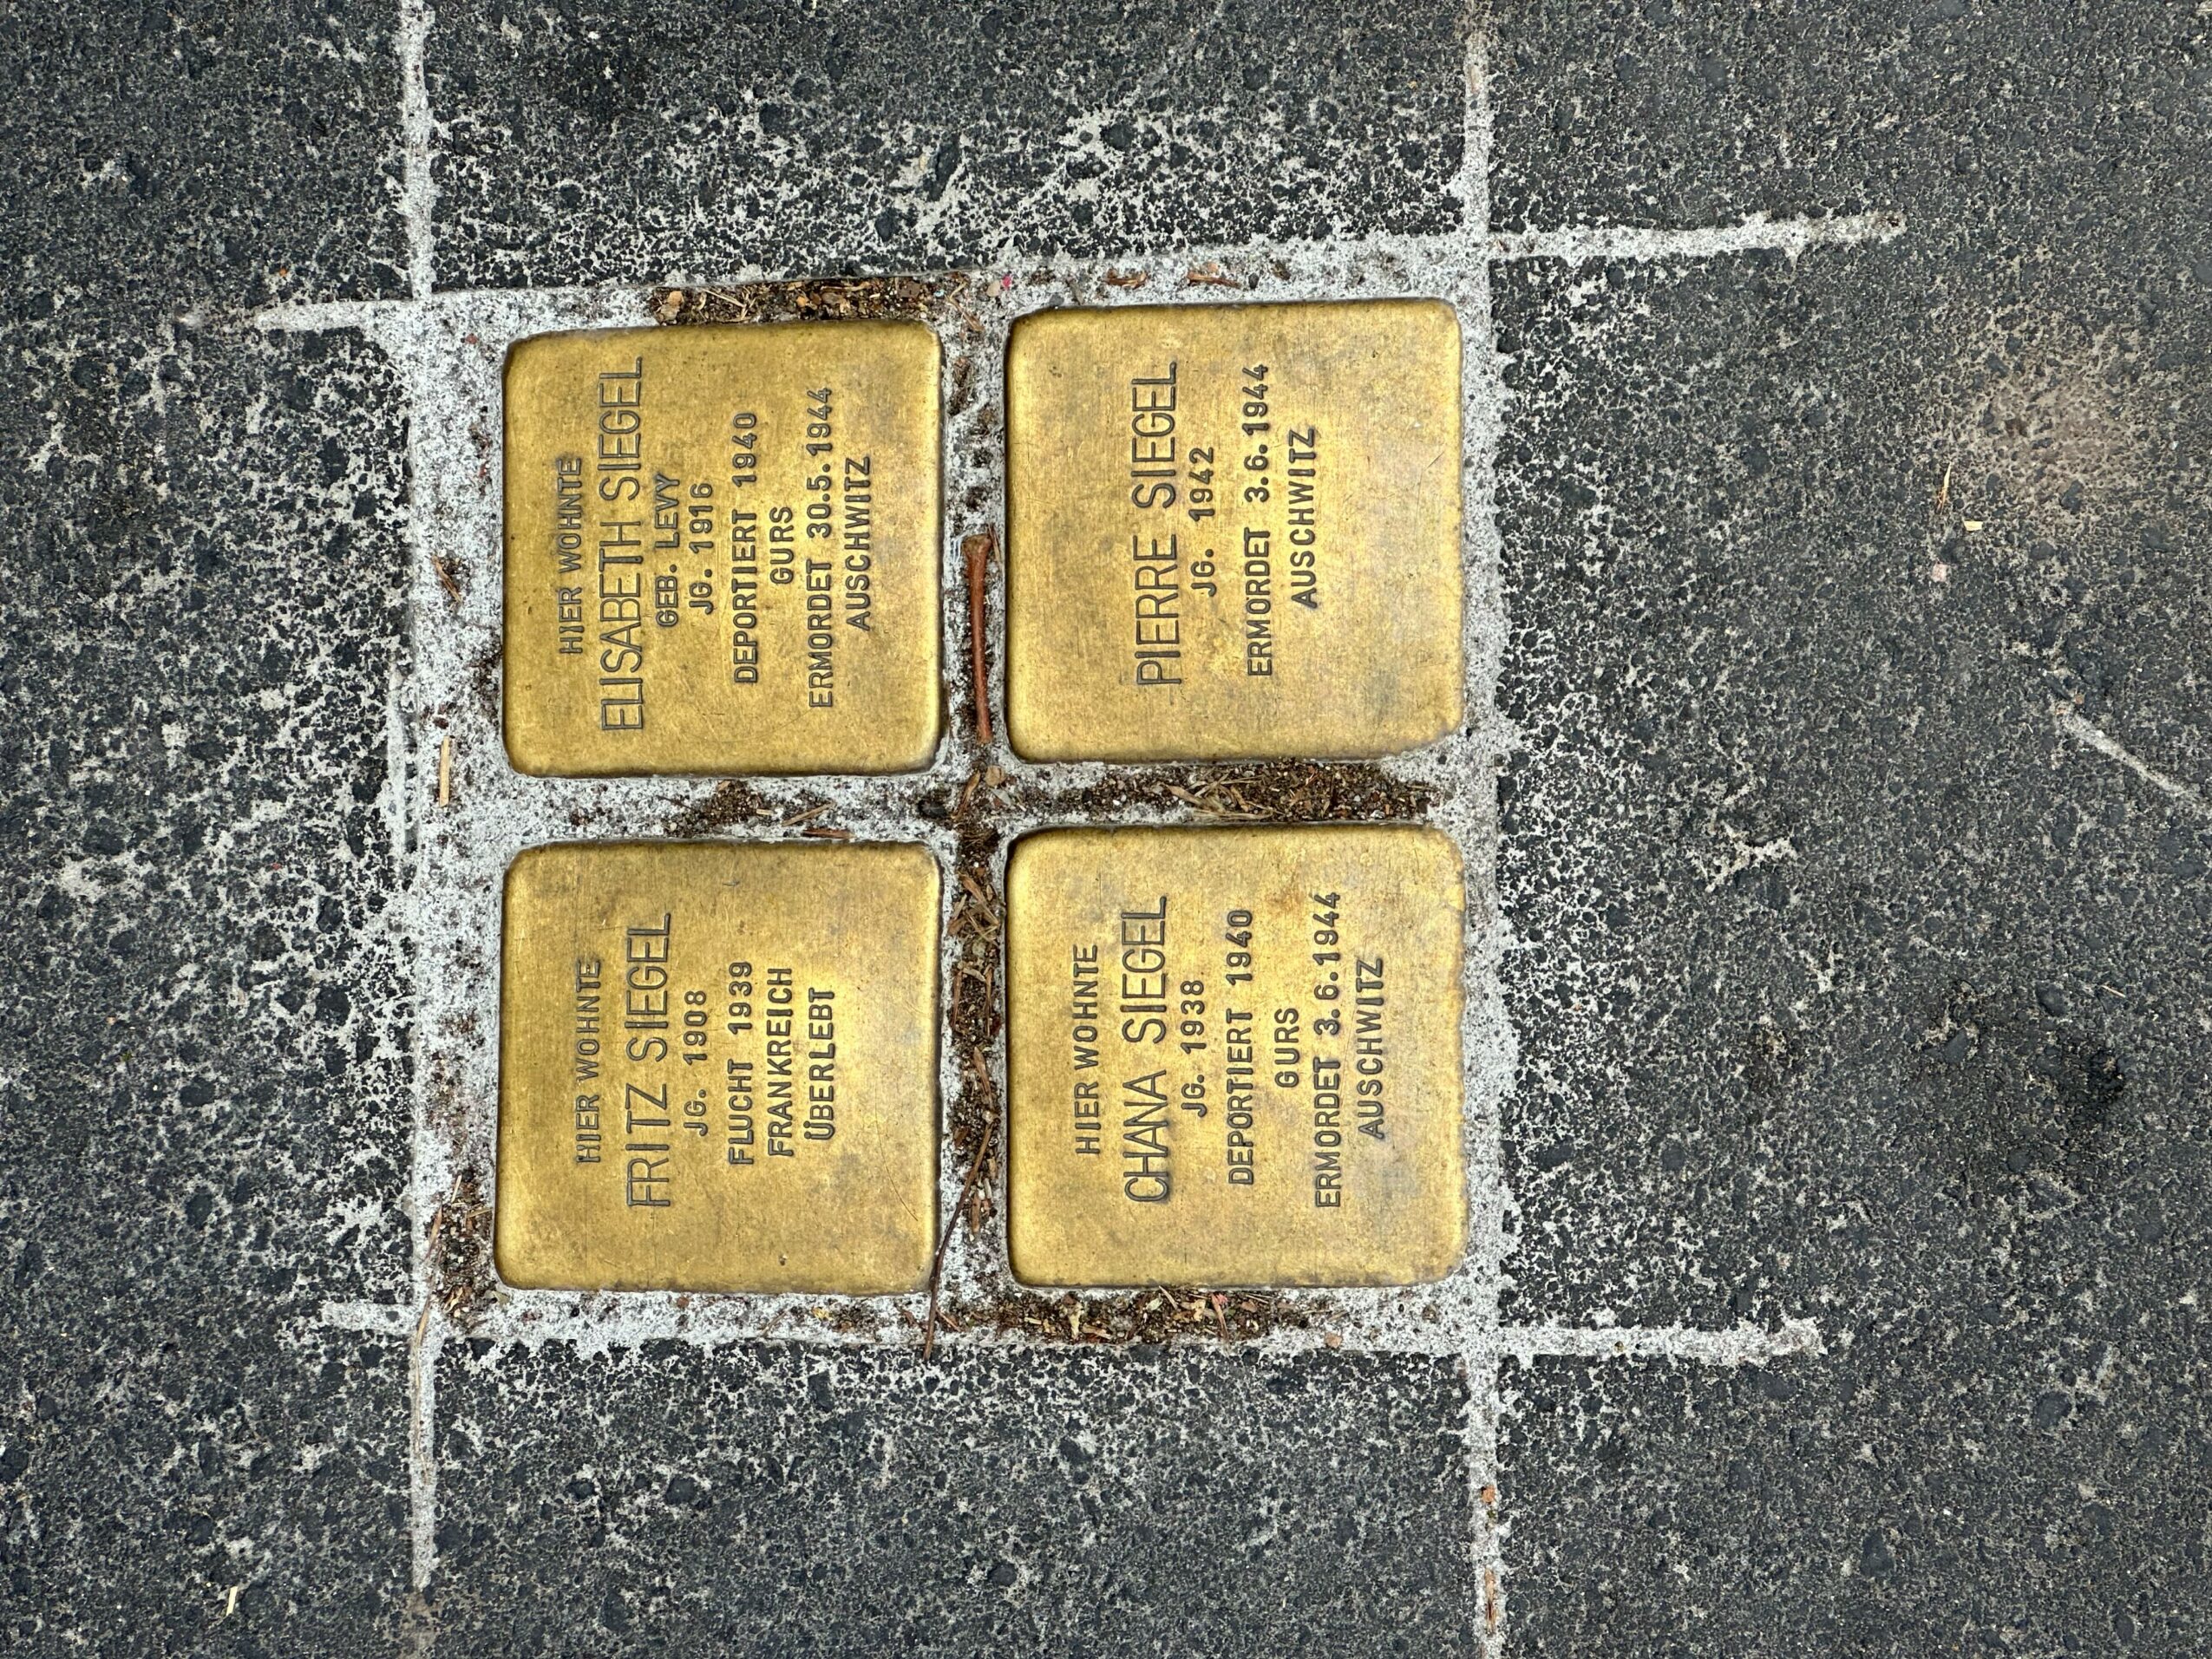 HIER WOHNTE
FRITZ SIEGEL
JG. 1908
FLUCHT 1939
FRANKREICH
ÜBERLEBT
HIER WOHNTE
ELISABETH SIEGEL
GEB. LEVY
JG. 1916
DEPORTIERT 1940
GURS
ERMORDET 30.5.1944
AUSCHWITZ
HIER WOHNTE
CHANA SIEGEL
JG. 1938
DEPORTIERT 1940
GURS
ERMORDET 3.6.1944
AUSCHWITZ
PIERRE SIEGEL
JG. 1942
ERMORDET 3.6.1944
AUSCHWITZ